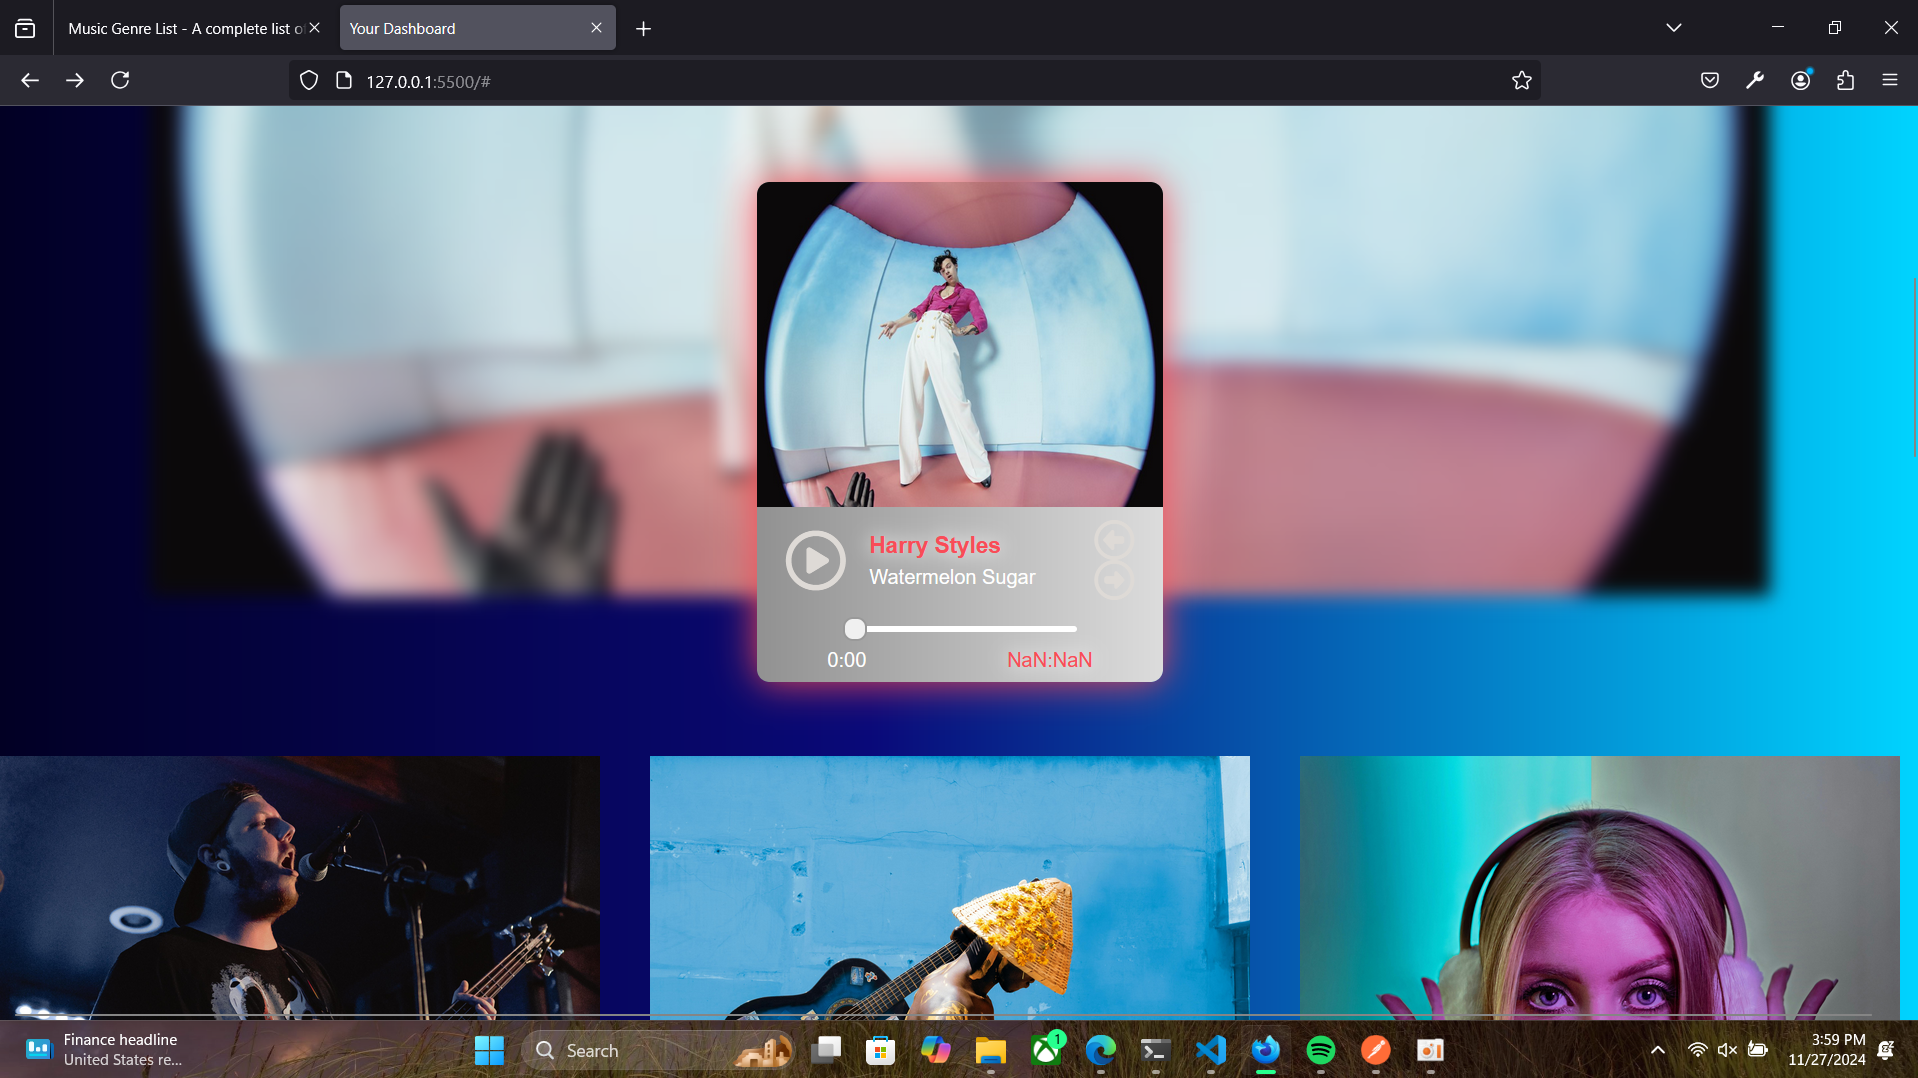 Music Genre List - A complete list o
Your Dashboard
127.0.0.1:5500/#
Harry Styles
Watermelon Sugar
0:00
NaN:NaN
Finance headline
United States re...
Search
1
3:59 PM
11/27/2024